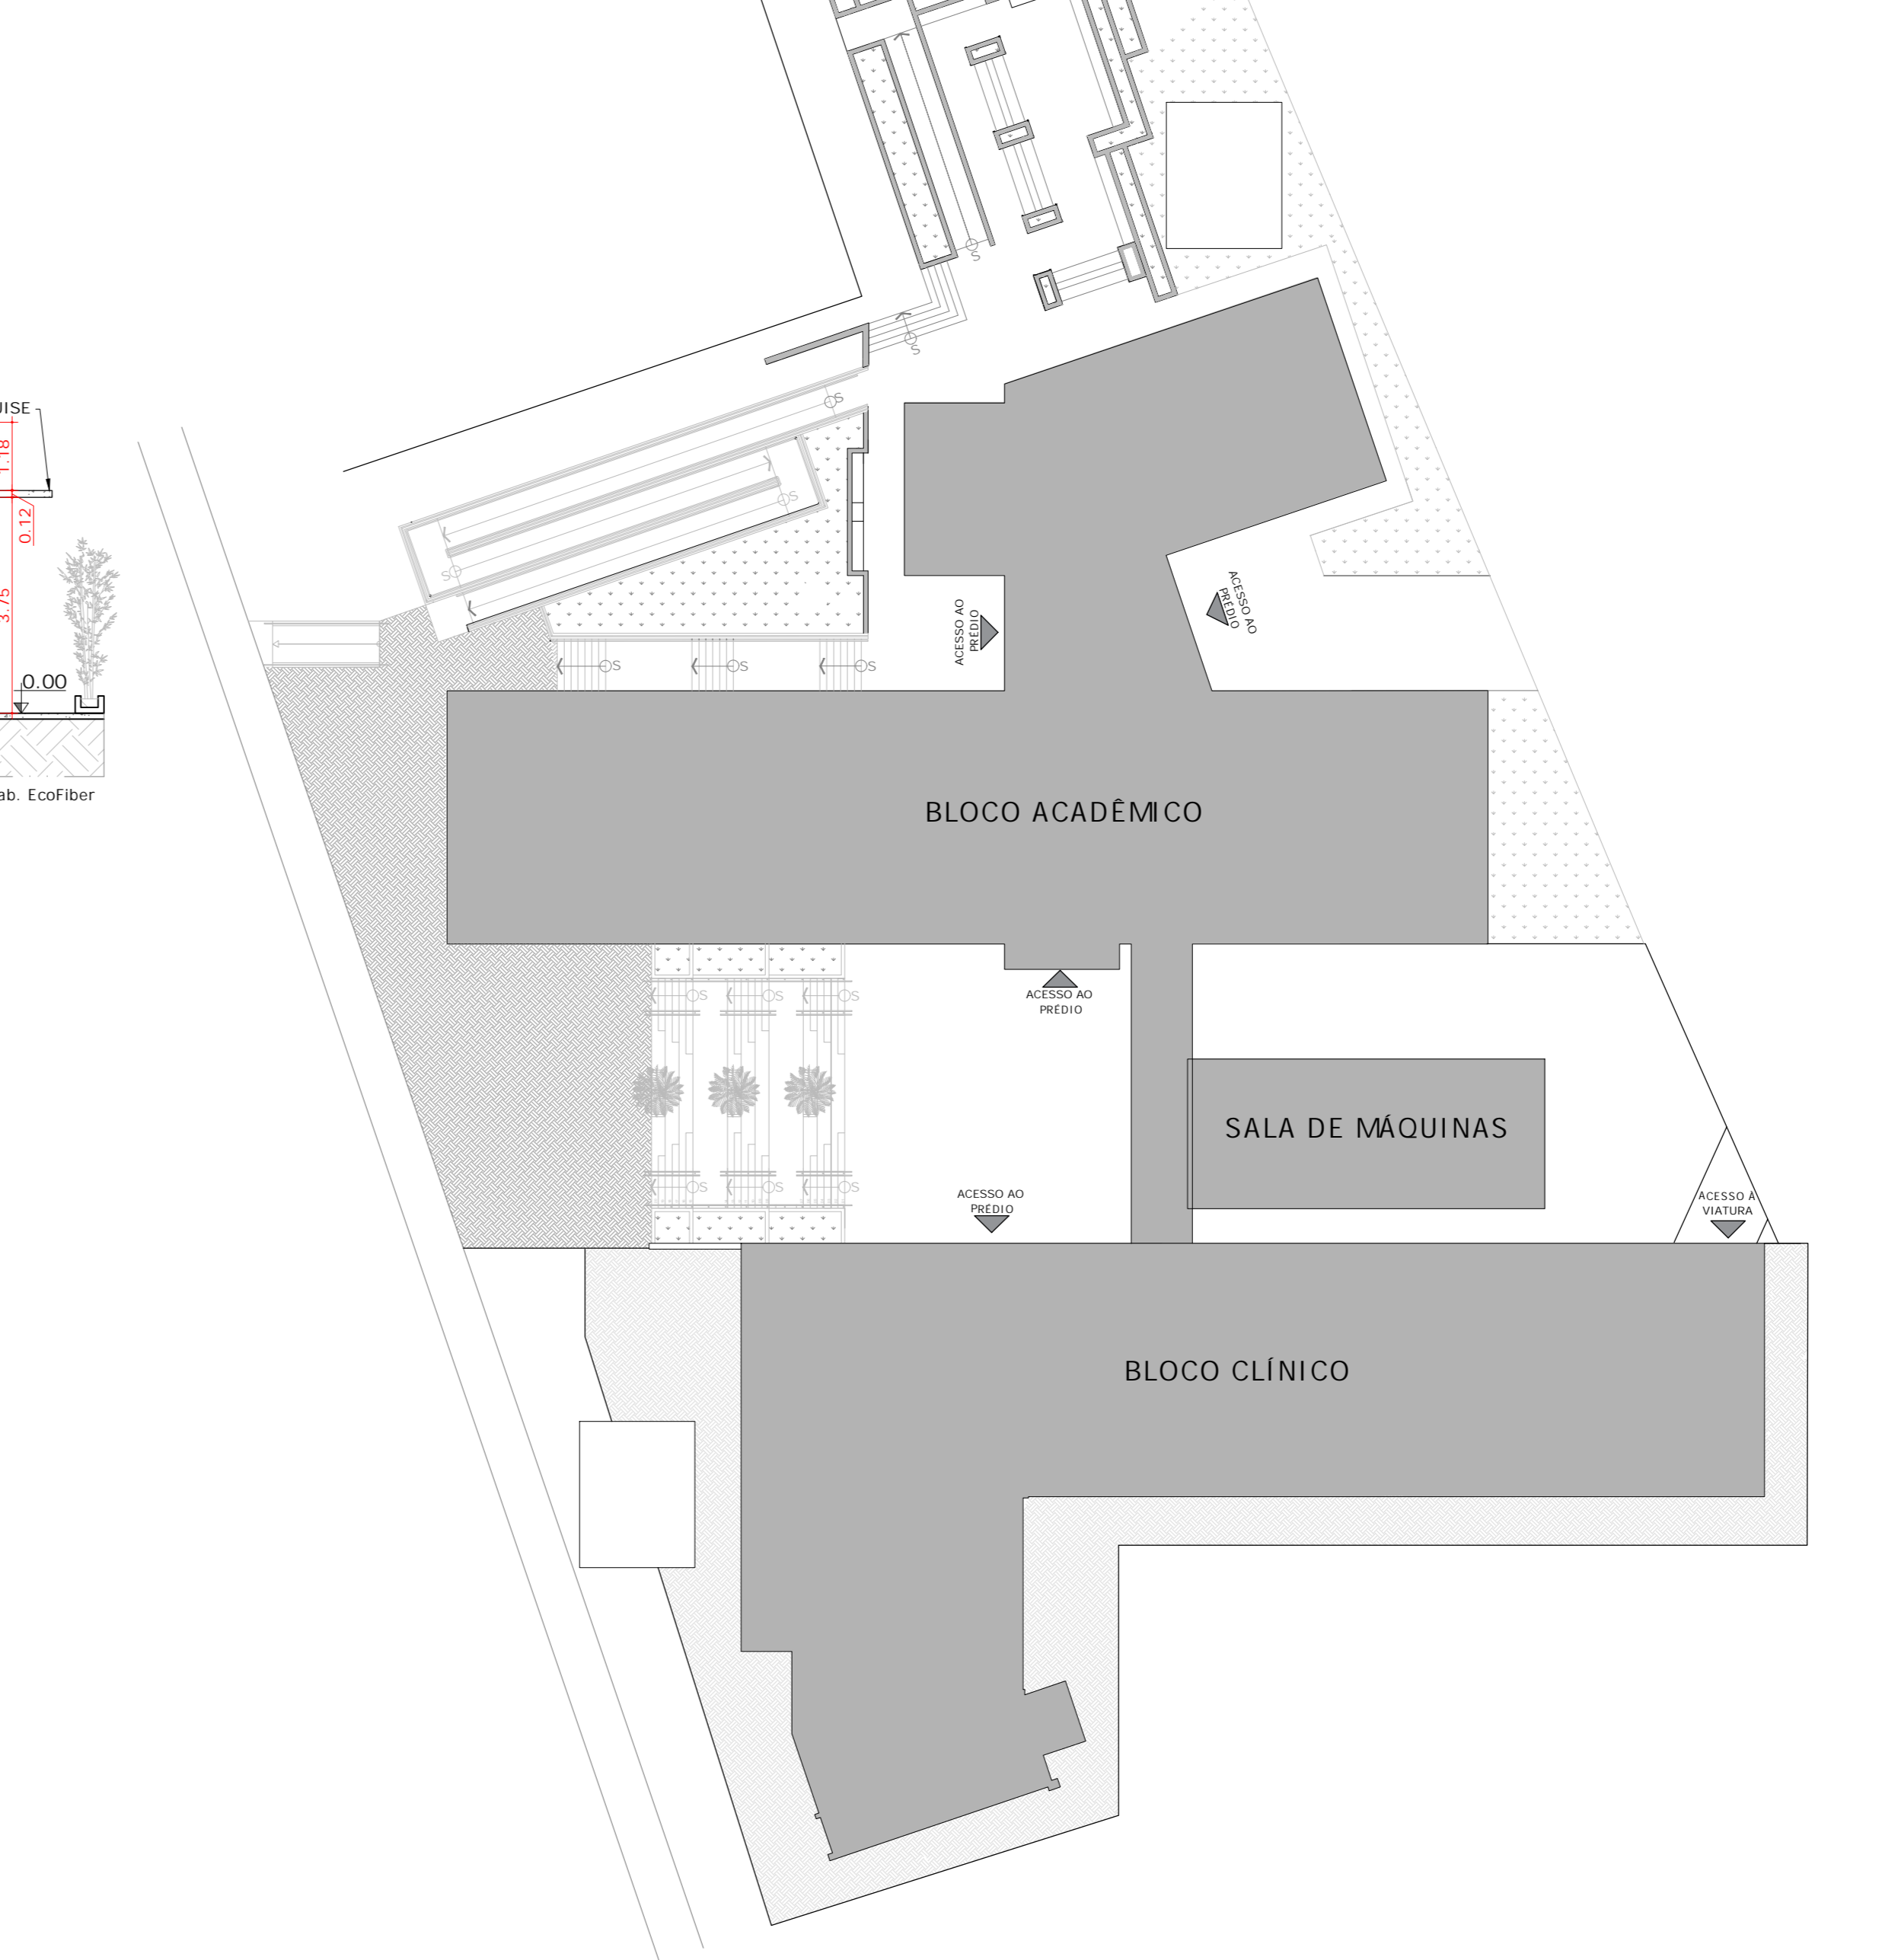 S
S
S
S
S
S
S
S
S
UISE
1.18
0.12
3.75
0.00
ab. EcoFiber
ACESSO AO
PRÉDIO
ACESSO AO
PRÉDIO
BLOCO ACADÊMICO
ACESSO AO
PRÉDIO
S
S
S
SALA DE MÁQUINAS
S
S
S
ACESSO AO
PRÉDIO
ACESSO À
VIATURA
BLOCO CLÍNICO